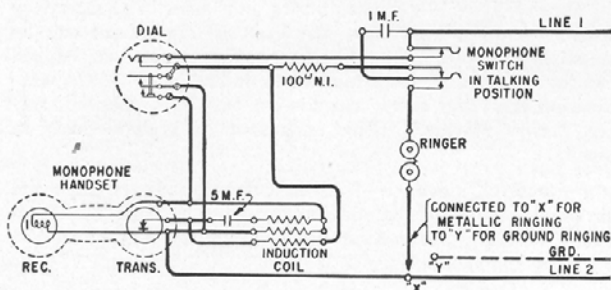 1 M.F.
LINE 1
DIAL
MONOPHONE
SWITCH
IN TALKING
POSITION
100ω N.I.
RINGER
MONOPHONE
HANDSET
.5 M.F.
CONNECTED TO "X" FOR
METALLIC RINGING
TO "Y" FOR GROUND RINGING
GRD.
"Y"
LINE 2
INDUCTION
COIL
REC.
TRANS.
"X"